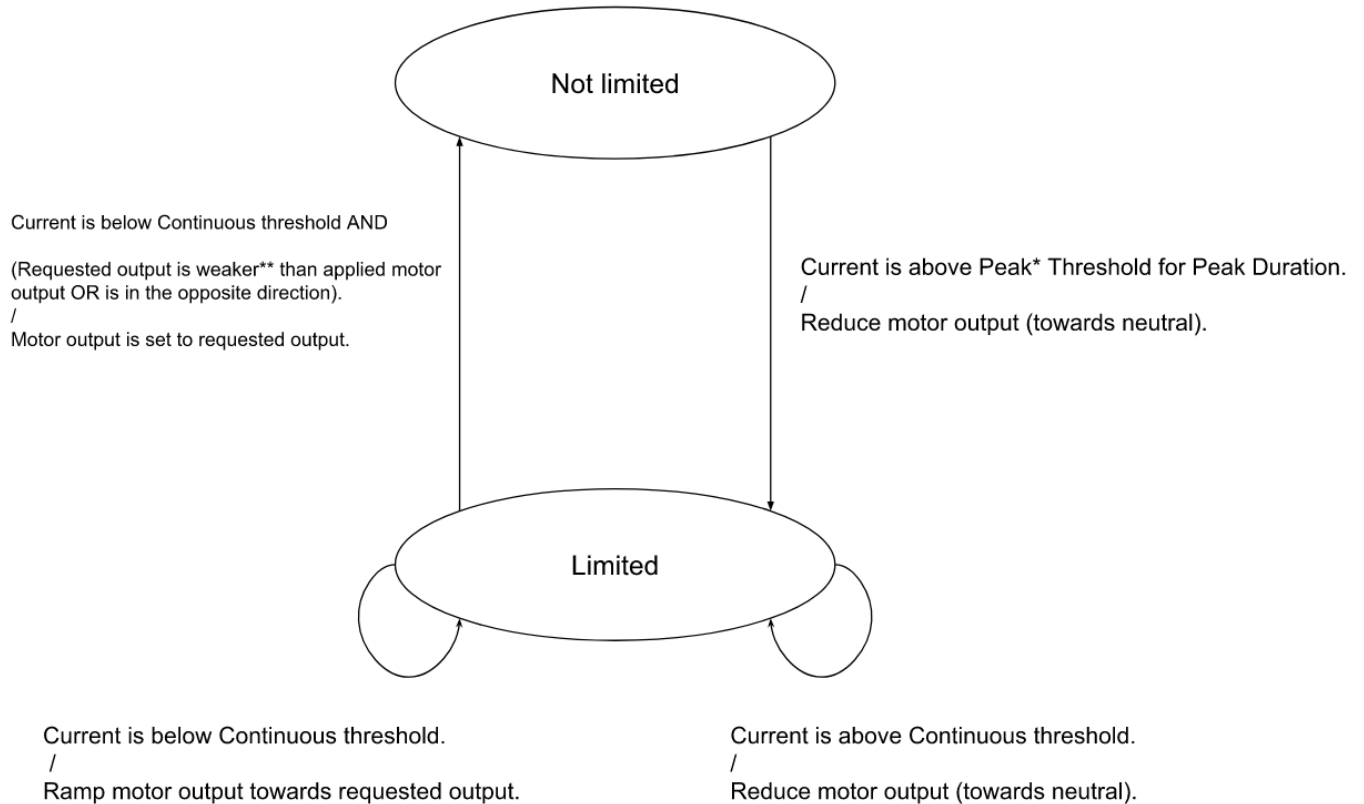 Not limited
Current is below Continuous threshold AND
(Requested output is weaker** than applied motor
output OR is in the opposite direction).
/
Motor output is set to requested output.
Current is above Peak* Threshold for Peak Duration.
/
Reduce motor output (towards neutral).
Limited
Current is below Continuous threshold.
/
Ramp motor output towards requested output.
Current is above Continuous threshold.
/
Reduce motor output (towards neutral).